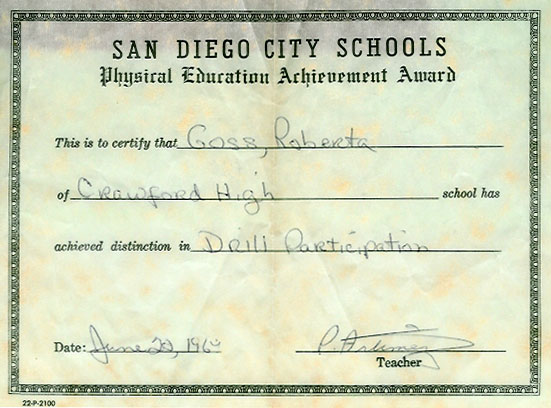 SAN DIEGO CITY SCHOOLS
Physical Education Achievement Award
This is to certify that Goss, Roberta
of Crawford High school has
achieved distinction in Drill Participation
Date: June 20, 1960
Teacher
22-P-2100